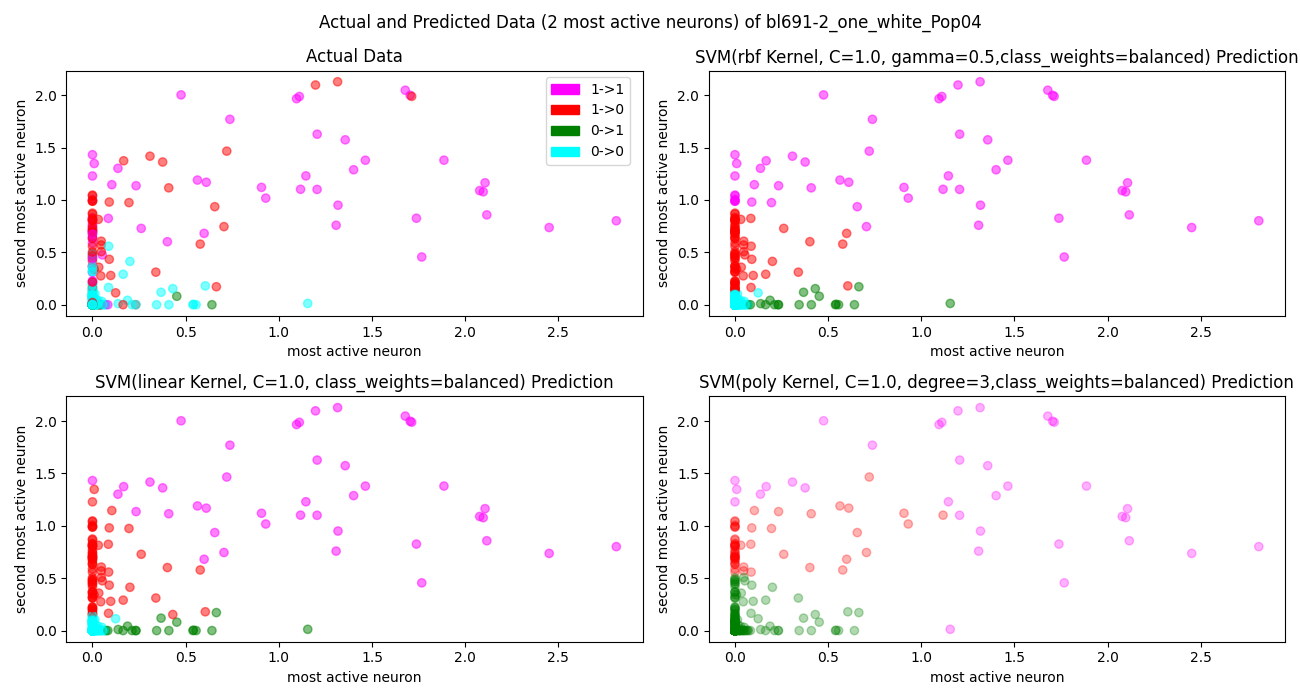 Actual and Predicted Data (2 most active neurons) of bl691-2_one_white_Pop04
Actual Data
second most active neuron
2.0
1.5
1.0
0.5
0.0
0.0 0.5 1.0 1.5 2.0 2.5
most active neuron
1->1
1->0
0->1
0->0
SVM(rbf Kernel, C=1.0, gamma=0.5,class_weights=balanced) Prediction
second most active neuron
2.0
1.5
1.0
0.5
0.0
0.0 0.5 1.0 1.5 2.0 2.5
most active neuron
SVM(linear Kernel, C=1.0, class_weights=balanced) Prediction
second most active neuron
2.0
1.5
1.0
0.5
0.0
0.0 0.5 1.0 1.5 2.0 2.5
most active neuron
SVM(poly Kernel, C=1.0, degree=3,class_weights=balanced) Prediction
second most active neuron
2.0
1.5
1.0
0.5
0.0
0.0 0.5 1.0 1.5 2.0 2.5
most active neuron